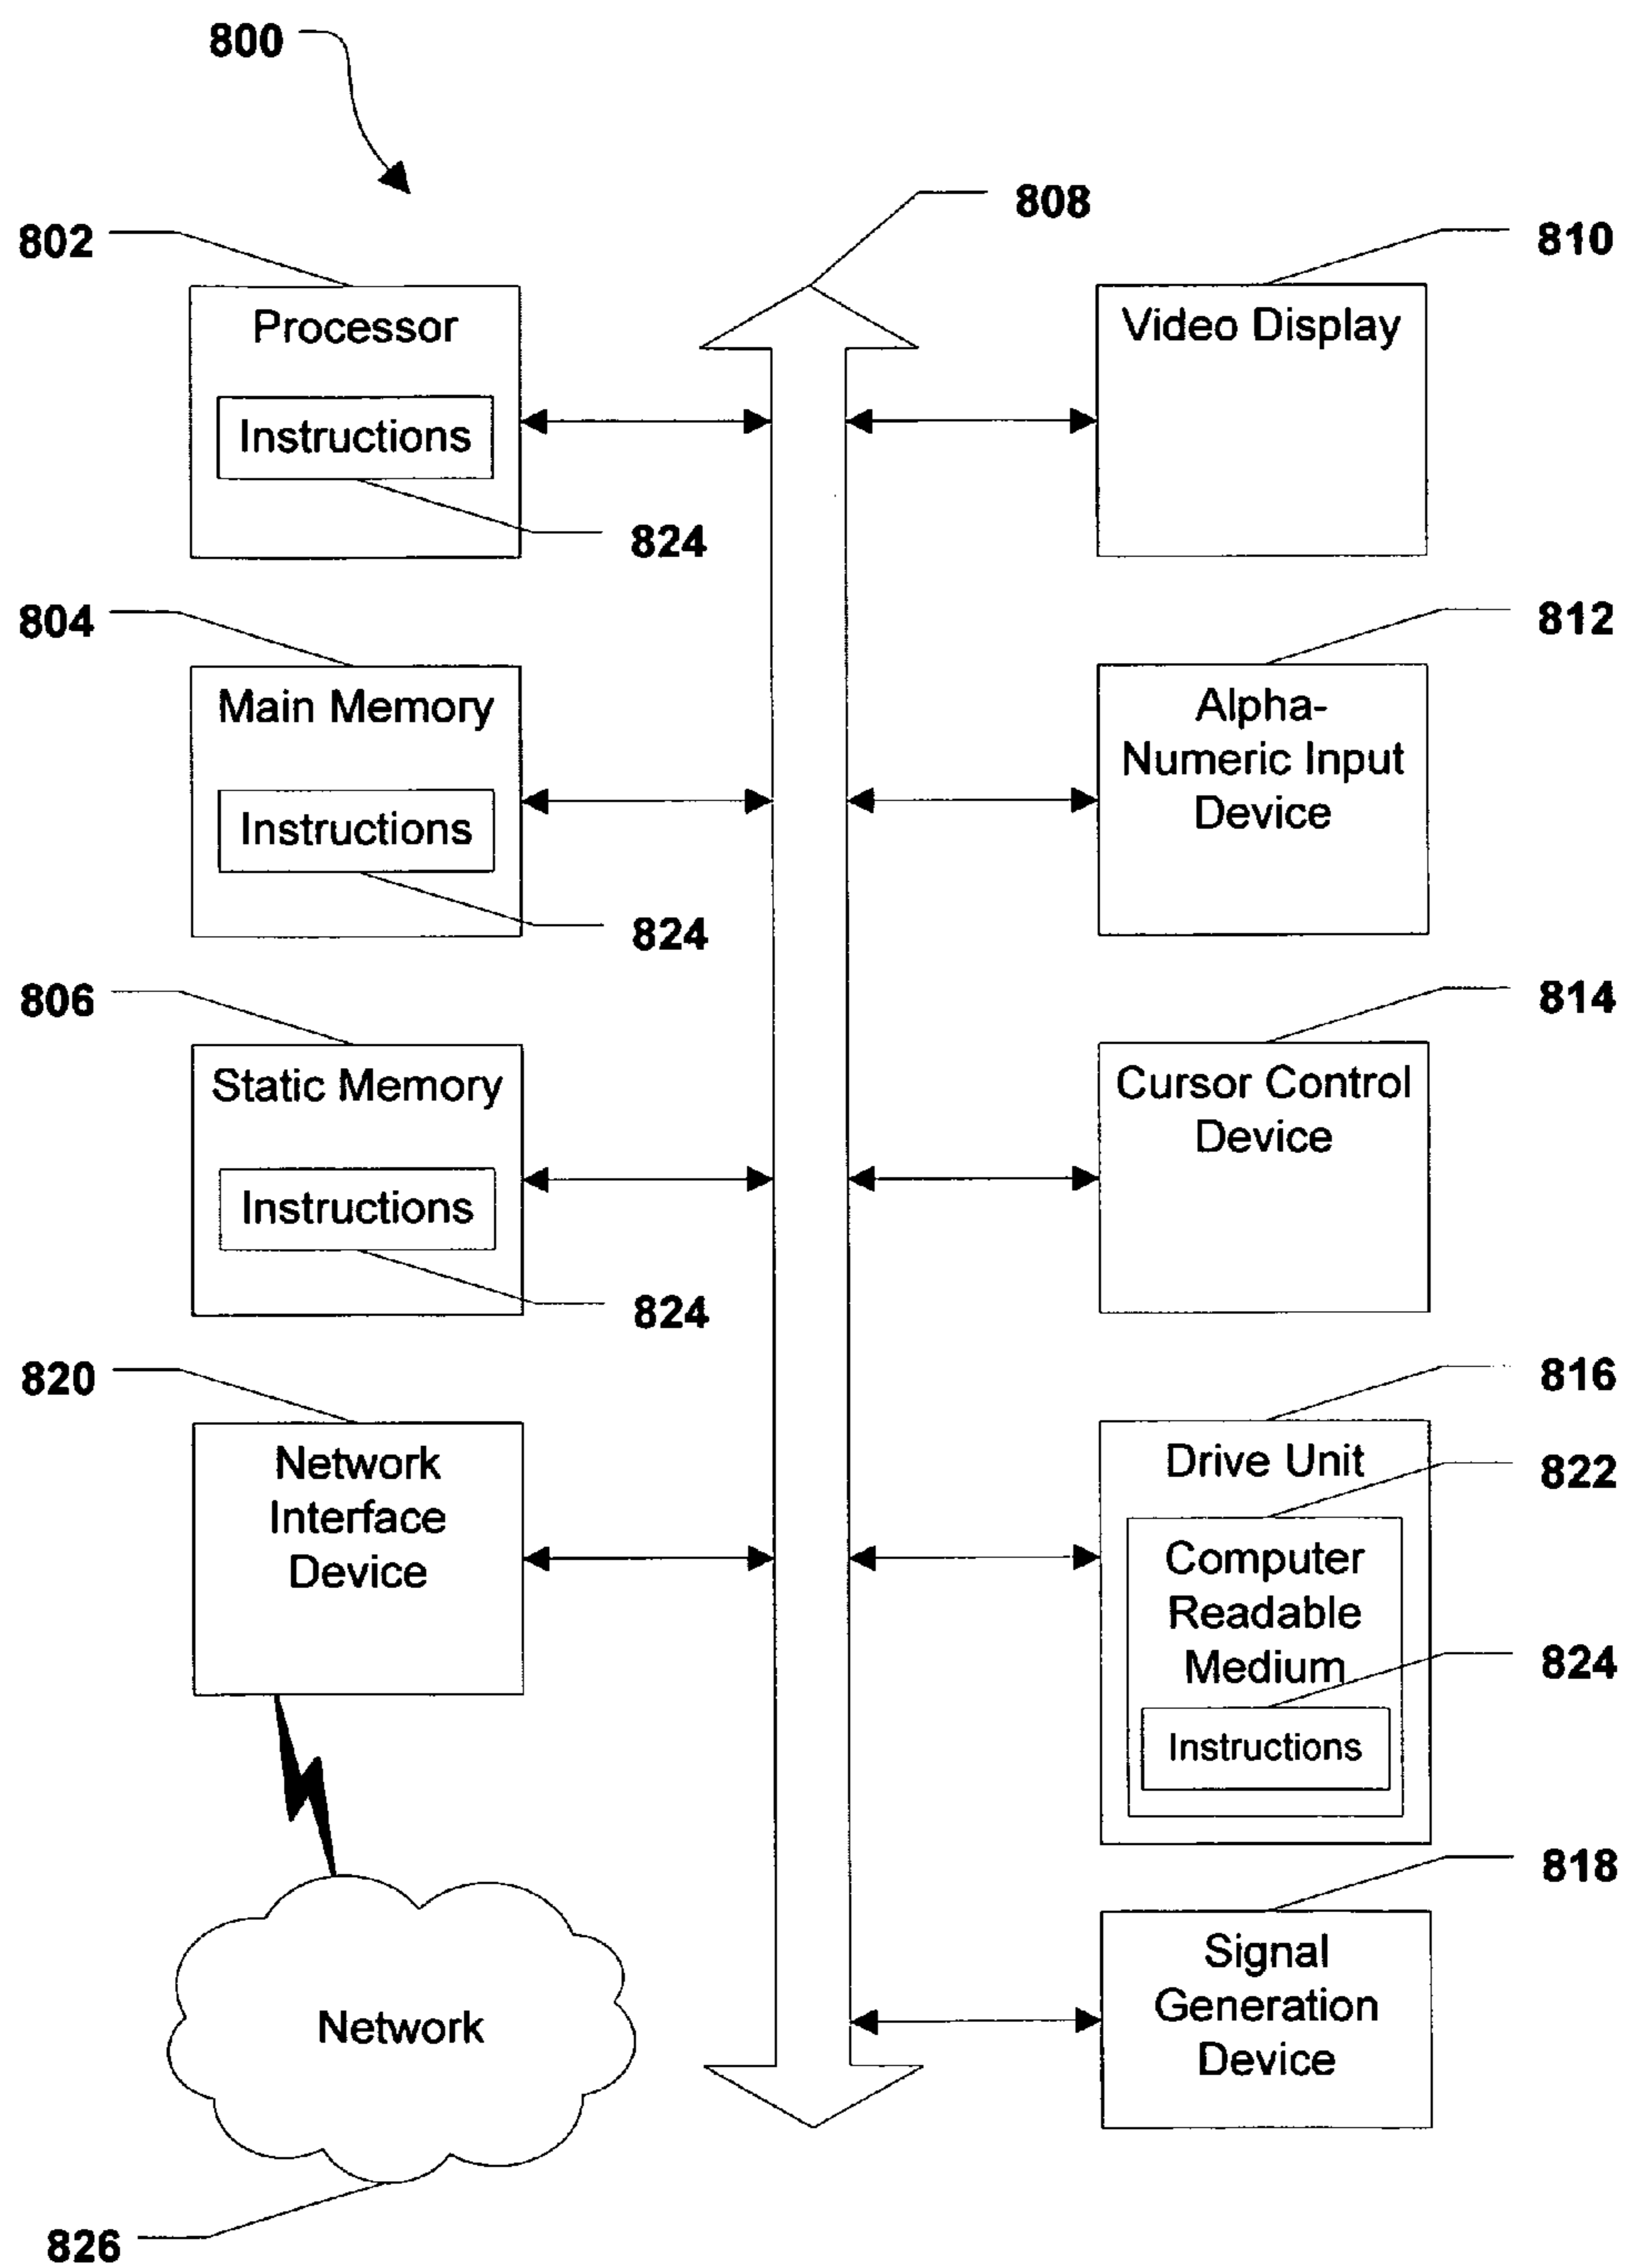 800
808
802
Processor
Instructions
824
810
Video Display
804
Main Memory
Instructions
824
812
Alpha-
Numeric Input
Device
806
Static Memory
Instructions
824
814
Cursor Control
Device
820
Network
Interface
Device
816
Drive Unit
822
Computer
Readable
Medium
824
Instructions
Network
826
818
Signal
Generation
Device